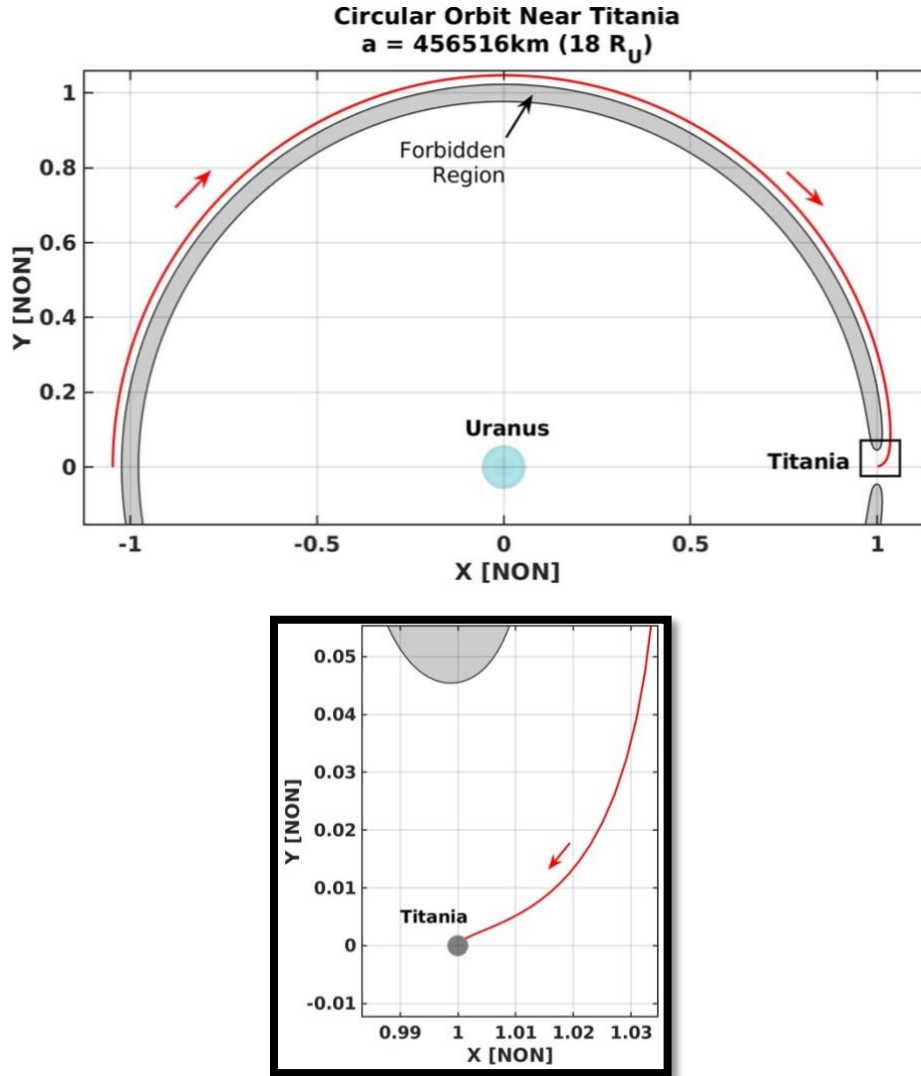 Circular Orbit Near Titania
a = 456516km (18 R_U)
Y [NON]
1
0.8
0.6
0.4
0.2
0
Forbidden
Region
Uranus
Titania
-1
-0.5
0
0.5
1
X [NON]
Y [NON]
0.05
0.04
0.03
0.02
0.01
0
-0.01
Titania
0.99
1
1.01
1.02
1.03
X [NON]